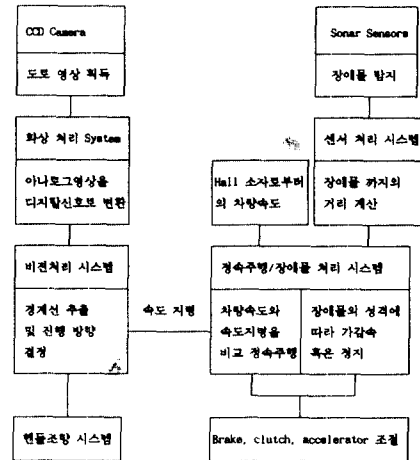 CCD Camera
도로 영상 획득
Sonar Sensors
장애물 탐지
화상 처리 System
아나로그영상을
디지탈신호로 변환
Hall 소자로부터
의 차량속도
센서 처리 시스템
장애물 까지의
거리 계산
비전처리 시스템
경계선 추출
및 진행 방향
결정
속도 지령
정속주행/장애물 처리 시스템
차량속도와
속도지령을
비교 정속주행
장애물의 성격에
따라 가감속
혹은 정지
핸들조향 시스템
Brake, clutch, accelerator 조절